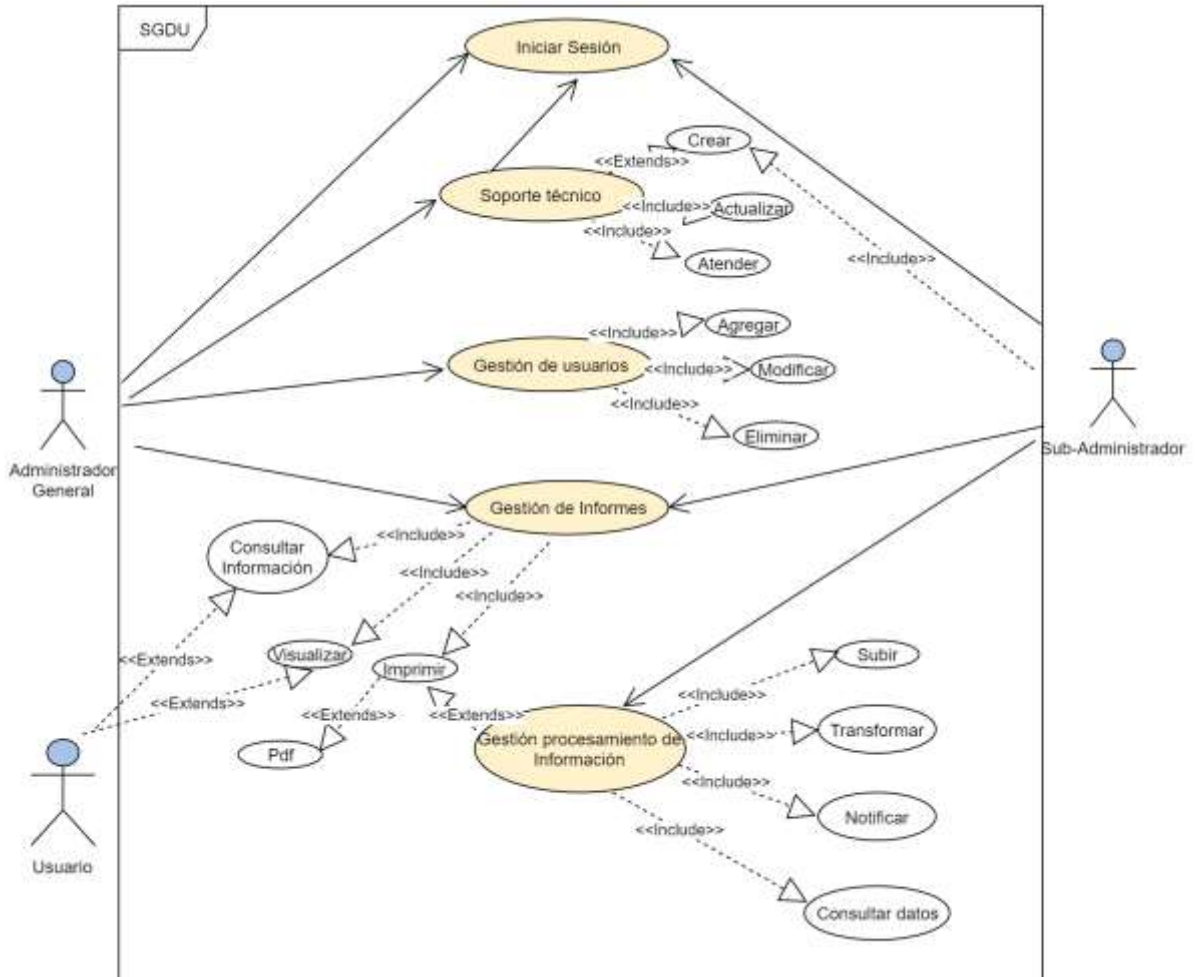 SGDU
Iniciar Sesión
Crear
<<Extends>>
Soporte técnico
<<Include>>
Actualizar
<<Include>>
Atender
<<Include>>
Agregar
<<Include>>
Gestión de usuarios
<<Include>>
Modificar
<<Include>>
Eliminar
Administrador
General
Sub-Administrador
Gestión de Informes
<<Include>>
Consultar
Información
<<Include>>
<<Include>>
Visualizar
Imprimir
<<Extends>>
<<Extends>>
<<Extends>>
<<Extends>>
Pdf
Gestión procesamiento de
Información
Subir
<<Include>>
<<Include>>
Transformar
<<Include>>
Notificar
<<Include>>
Consultar datos
Usuario